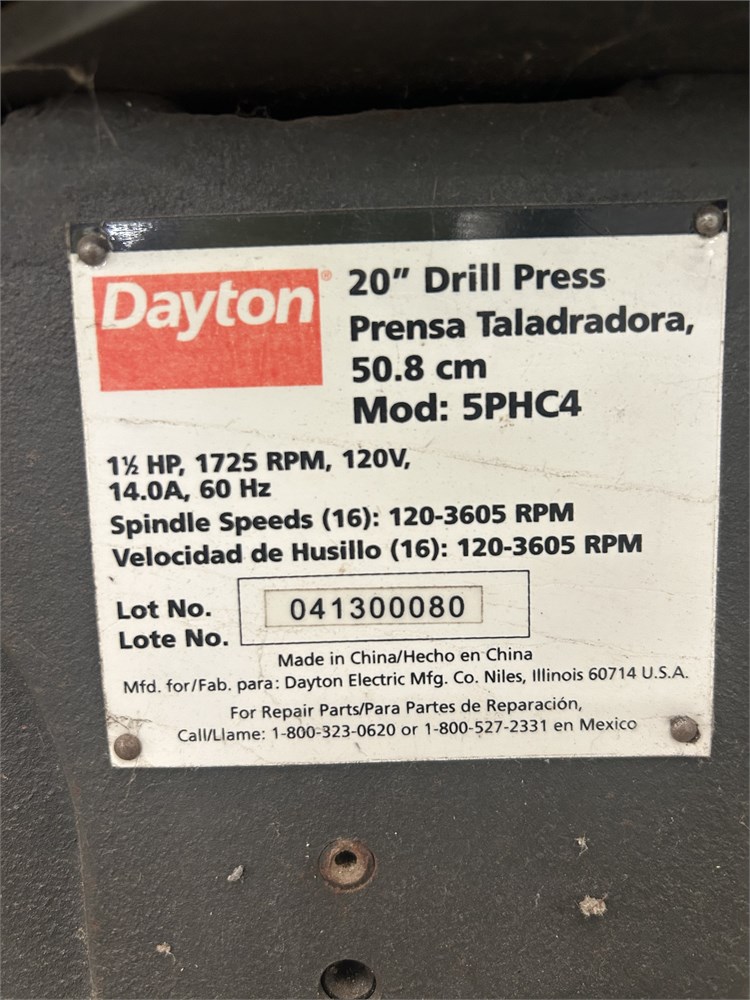 Dayton®
20" Drill Press
Prensa Taladradora,
50.8 cm
Mod: 5PHC4
1½ HP, 1725 RPM, 120V,
14.0A, 60 Hz
Spindle Speeds (16): 120-3605 RPM
Velocidad de Husillo (16): 120-3605 RPM
Lot No.
Lote No.
041300080
Made in China/Hecho en China
Mfd. for/Fab. para: Dayton Electric Mfg. Co. Niles, Illinois 60714 U.S.A.
For Repair Parts/Para Partes de Reparación,
Call/Llame: 1-800-323-0620 or 1-800-527-2331 en Mexico